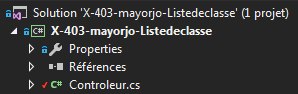 Solution 'X-403-mayorjo-Listedeclasse' (1 projet)
C# X-403-mayorjo-Listedeclasse
Properties
Références
C# Controleur.cs